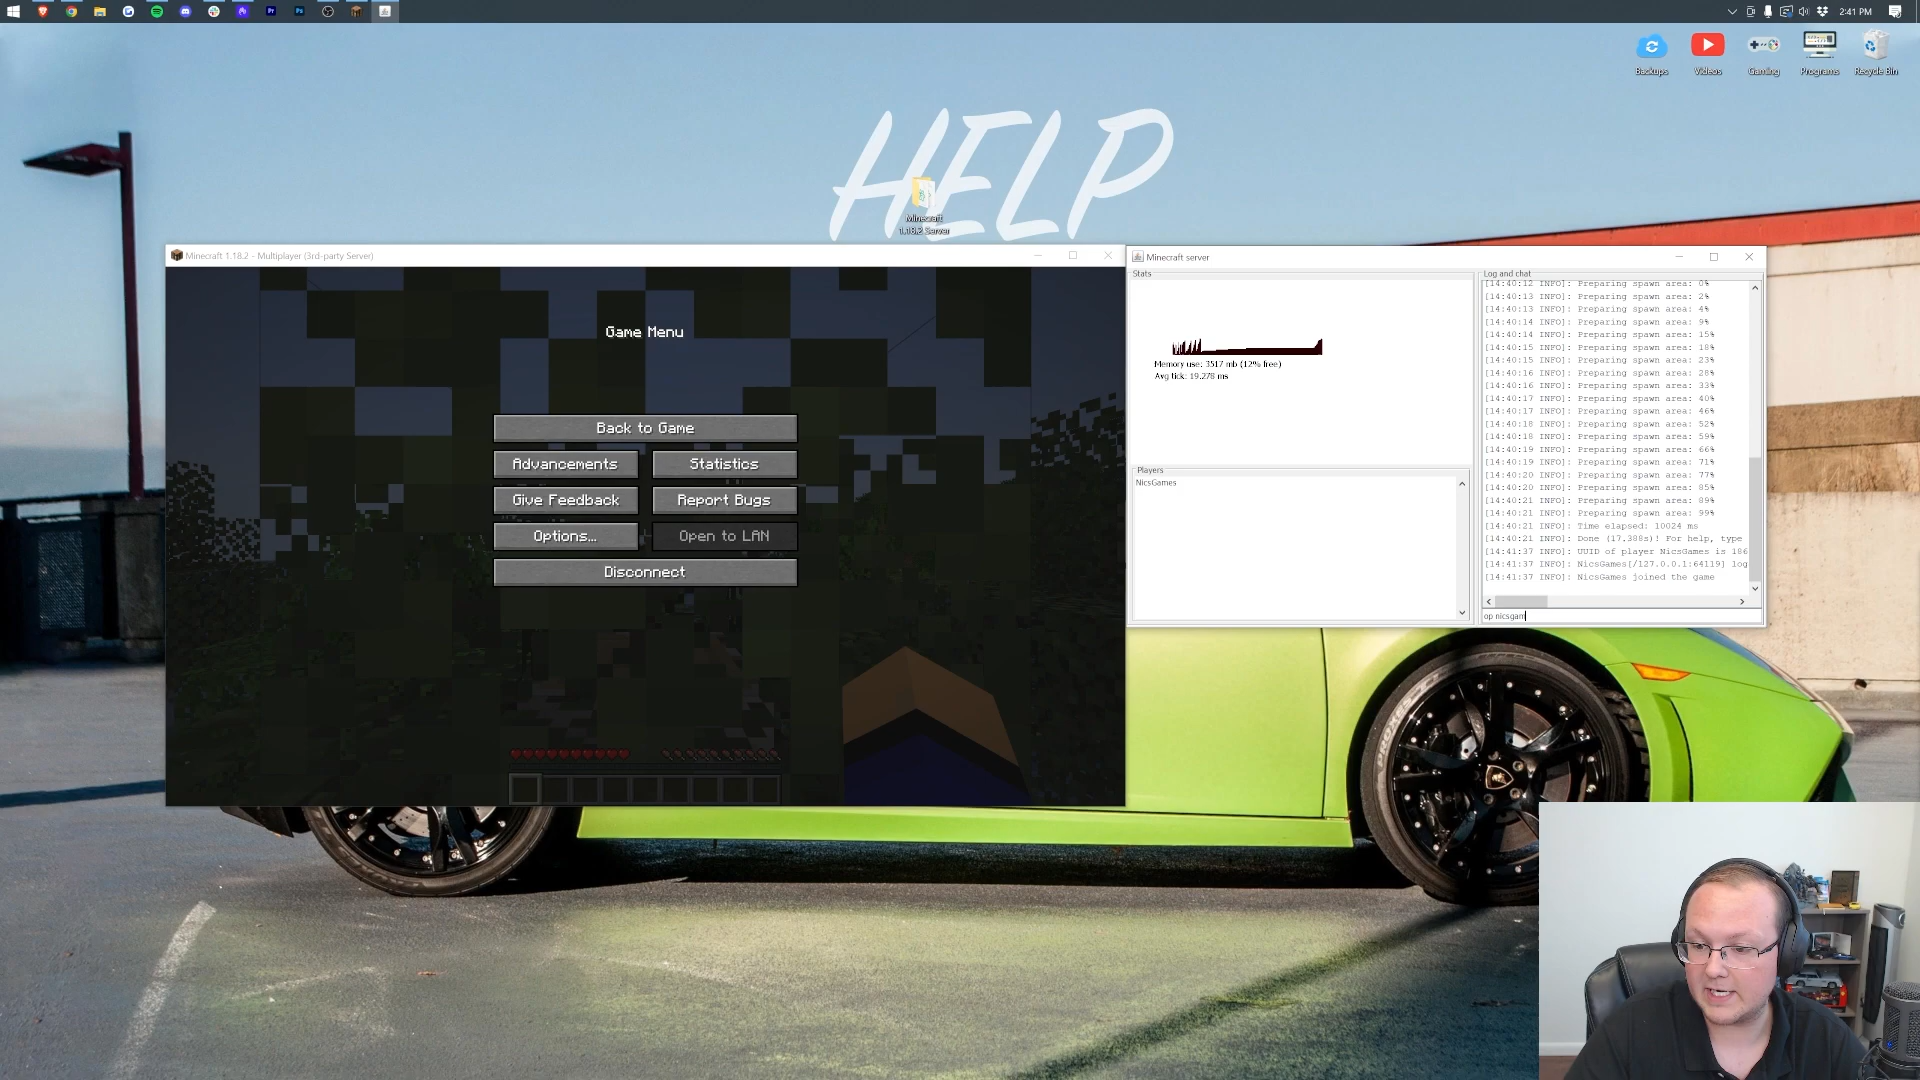 2:41 PM
Backups
Videos
Gaming
Programs
Recycle Bin
HELP
Minecraft
1.18.2 Server
Minecraft 1.18.2 - Multiplayer (3rd-party Server)
Game Menu
Back to Game
Advancements
Statistics
Give Feedback
Report Bugs
Options...
Open to LAN
Disconnect
Minecraft server
Stats
Memory use: 3517 mb (12% free)
Avg tick: 19.278 ms
Players
NicsGames
Log and chat
[14:40:12 INFO]: Preparing spawn area: 0%
[14:40:13 INFO]: Preparing spawn area: 2%
[14:40:13 INFO]: Preparing spawn area: 4%
[14:40:14 INFO]: Preparing spawn area: 9%
[14:40:14 INFO]: Preparing spawn area: 15%
[14:40:15 INFO]: Preparing spawn area: 18%
[14:40:15 INFO]: Preparing spawn area: 23%
[14:40:16 INFO]: Preparing spawn area: 28%
[14:40:16 INFO]: Preparing spawn area: 33%
[14:40:17 INFO]: Preparing spawn area: 40%
[14:40:17 INFO]: Preparing spawn area: 46%
[14:40:18 INFO]: Preparing spawn area: 52%
[14:40:18 INFO]: Preparing spawn area: 59%
[14:40:19 INFO]: Preparing spawn area: 66%
[14:40:19 INFO]: Preparing spawn area: 71%
[14:40:20 INFO]: Preparing spawn area: 77%
[14:40:20 INFO]: Preparing spawn area: 85%
[14:40:21 INFO]: Preparing spawn area: 89%
[14:40:21 INFO]: Preparing spawn area: 99%
[14:40:21 INFO]: Time elapsed: 10024 ms
[14:40:21 INFO]: Done (17.388s)! For help, type
[14:41:37 INFO]: UUID of player NicsGames is 186
[14:41:37 INFO]: NicsGames[/127.0.0.1:64119] log
[14:41:37 INFO]: NicsGames joined the game
op nicsgam